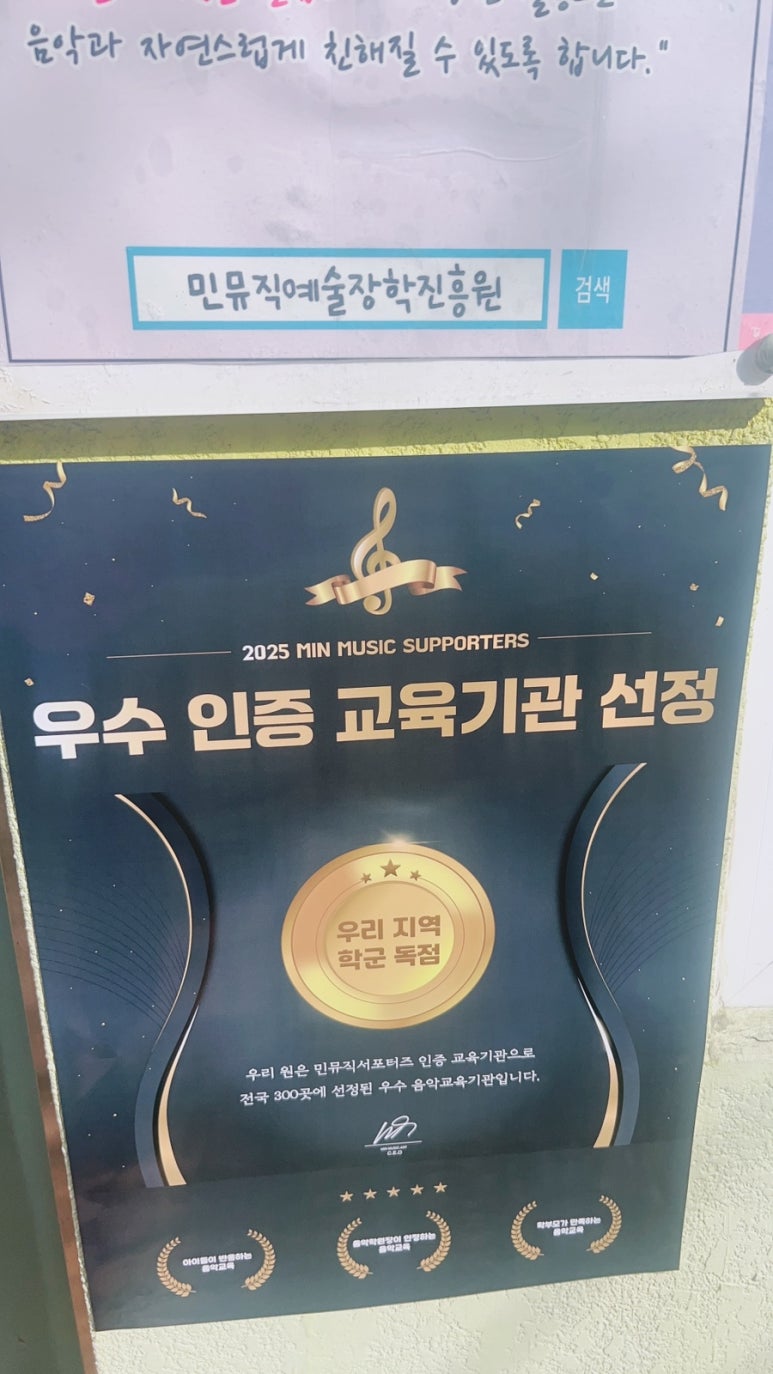 음악과 자연스럽게 친해질 수 있도록 합니다."
민뮤직예술장학진흥원
검색
2025 MIN MUSIC SUPPORTERS
우수 인증 교육기관 선정
우리 지역
학군 독점
우리 원은 민뮤직서포터즈 인증 교육기관으로
전국 300곳에 선정된 우수 음악교육기관입니다.
C.E.O
아이들이 반응하는
음악교육
음악학원장이 인정하는
음악교육
학부모가 만족하는
음악교육